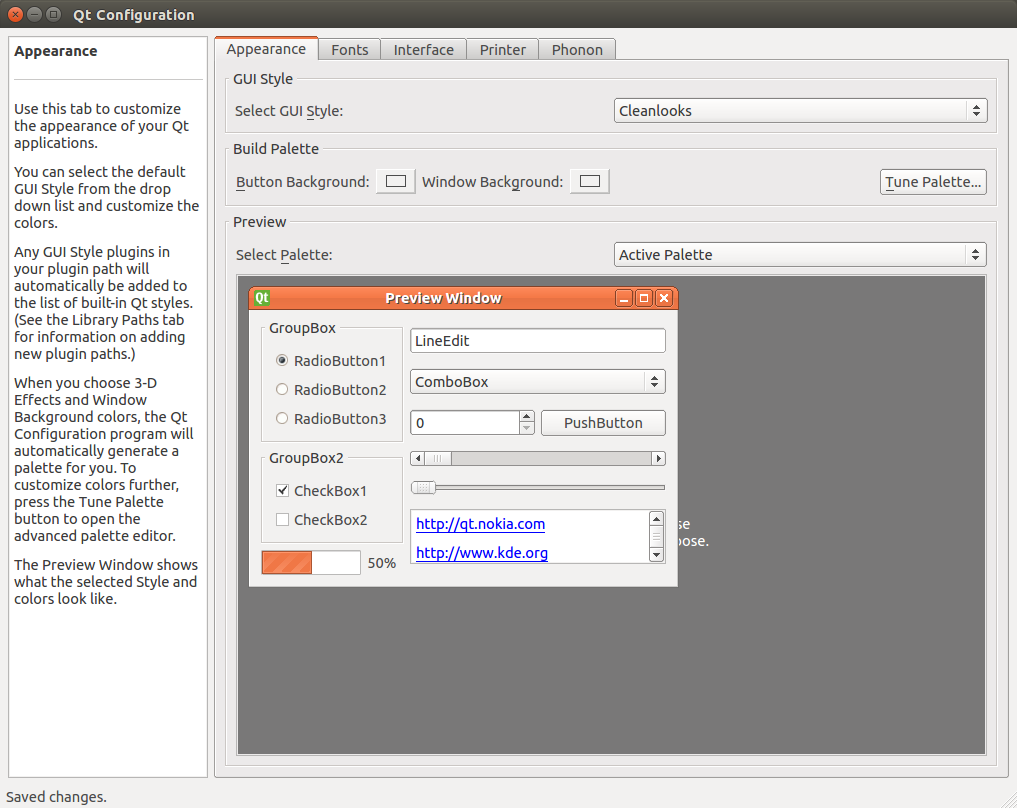 Qt Configuration
Appearance
Use this tab to customize
the appearance of your Qt
applications.
You can select the default
GUI Style from the drop
down list and customize the
colors.
Any GUI Style plugins in
your plugin path will
automatically be added to
the list of built-in Qt styles.
(See the Library Paths tab
for information on adding
new plugin paths.)
When you choose 3-D
Effects and Window
Background colors, the Qt
Configuration program will
automatically generate a
palette for you. To
customize colors further,
press the Tune Palette
button to open the
advanced palette editor.
The Preview Window shows
what the selected Style and
colors look like.
Appearance Fonts Interface Printer Phonon
GUI Style
Select GUI Style: Cleanlooks
Build Palette
Button Background: Window Background: Tune Palette...
Preview
Select Palette: Active Palette
Qt Preview Window
GroupBox
RadioButton1
RadioButton2
RadioButton3
GroupBox2
CheckBox1
CheckBox2
50%
LineEdit
ComboBox
0 PushButton
http://qt.nokia.com
http://www.kde.org
Saved changes.